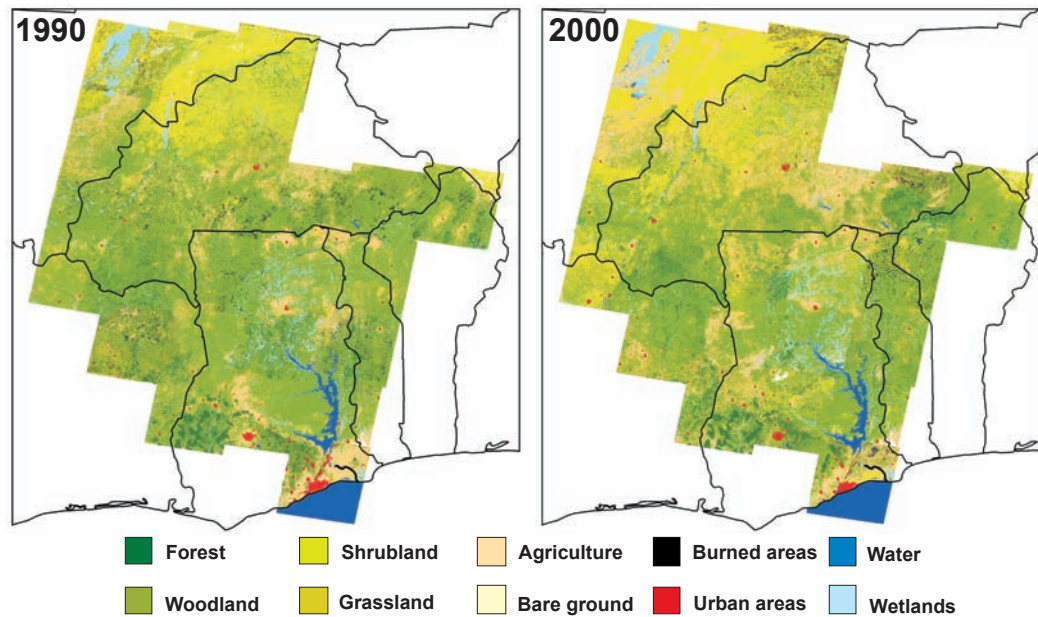 1990
2000
Forest
Shrubland
Agriculture
Burned areas
Water
Woodland
Grassland
Bare ground
Urban areas
Wetlands